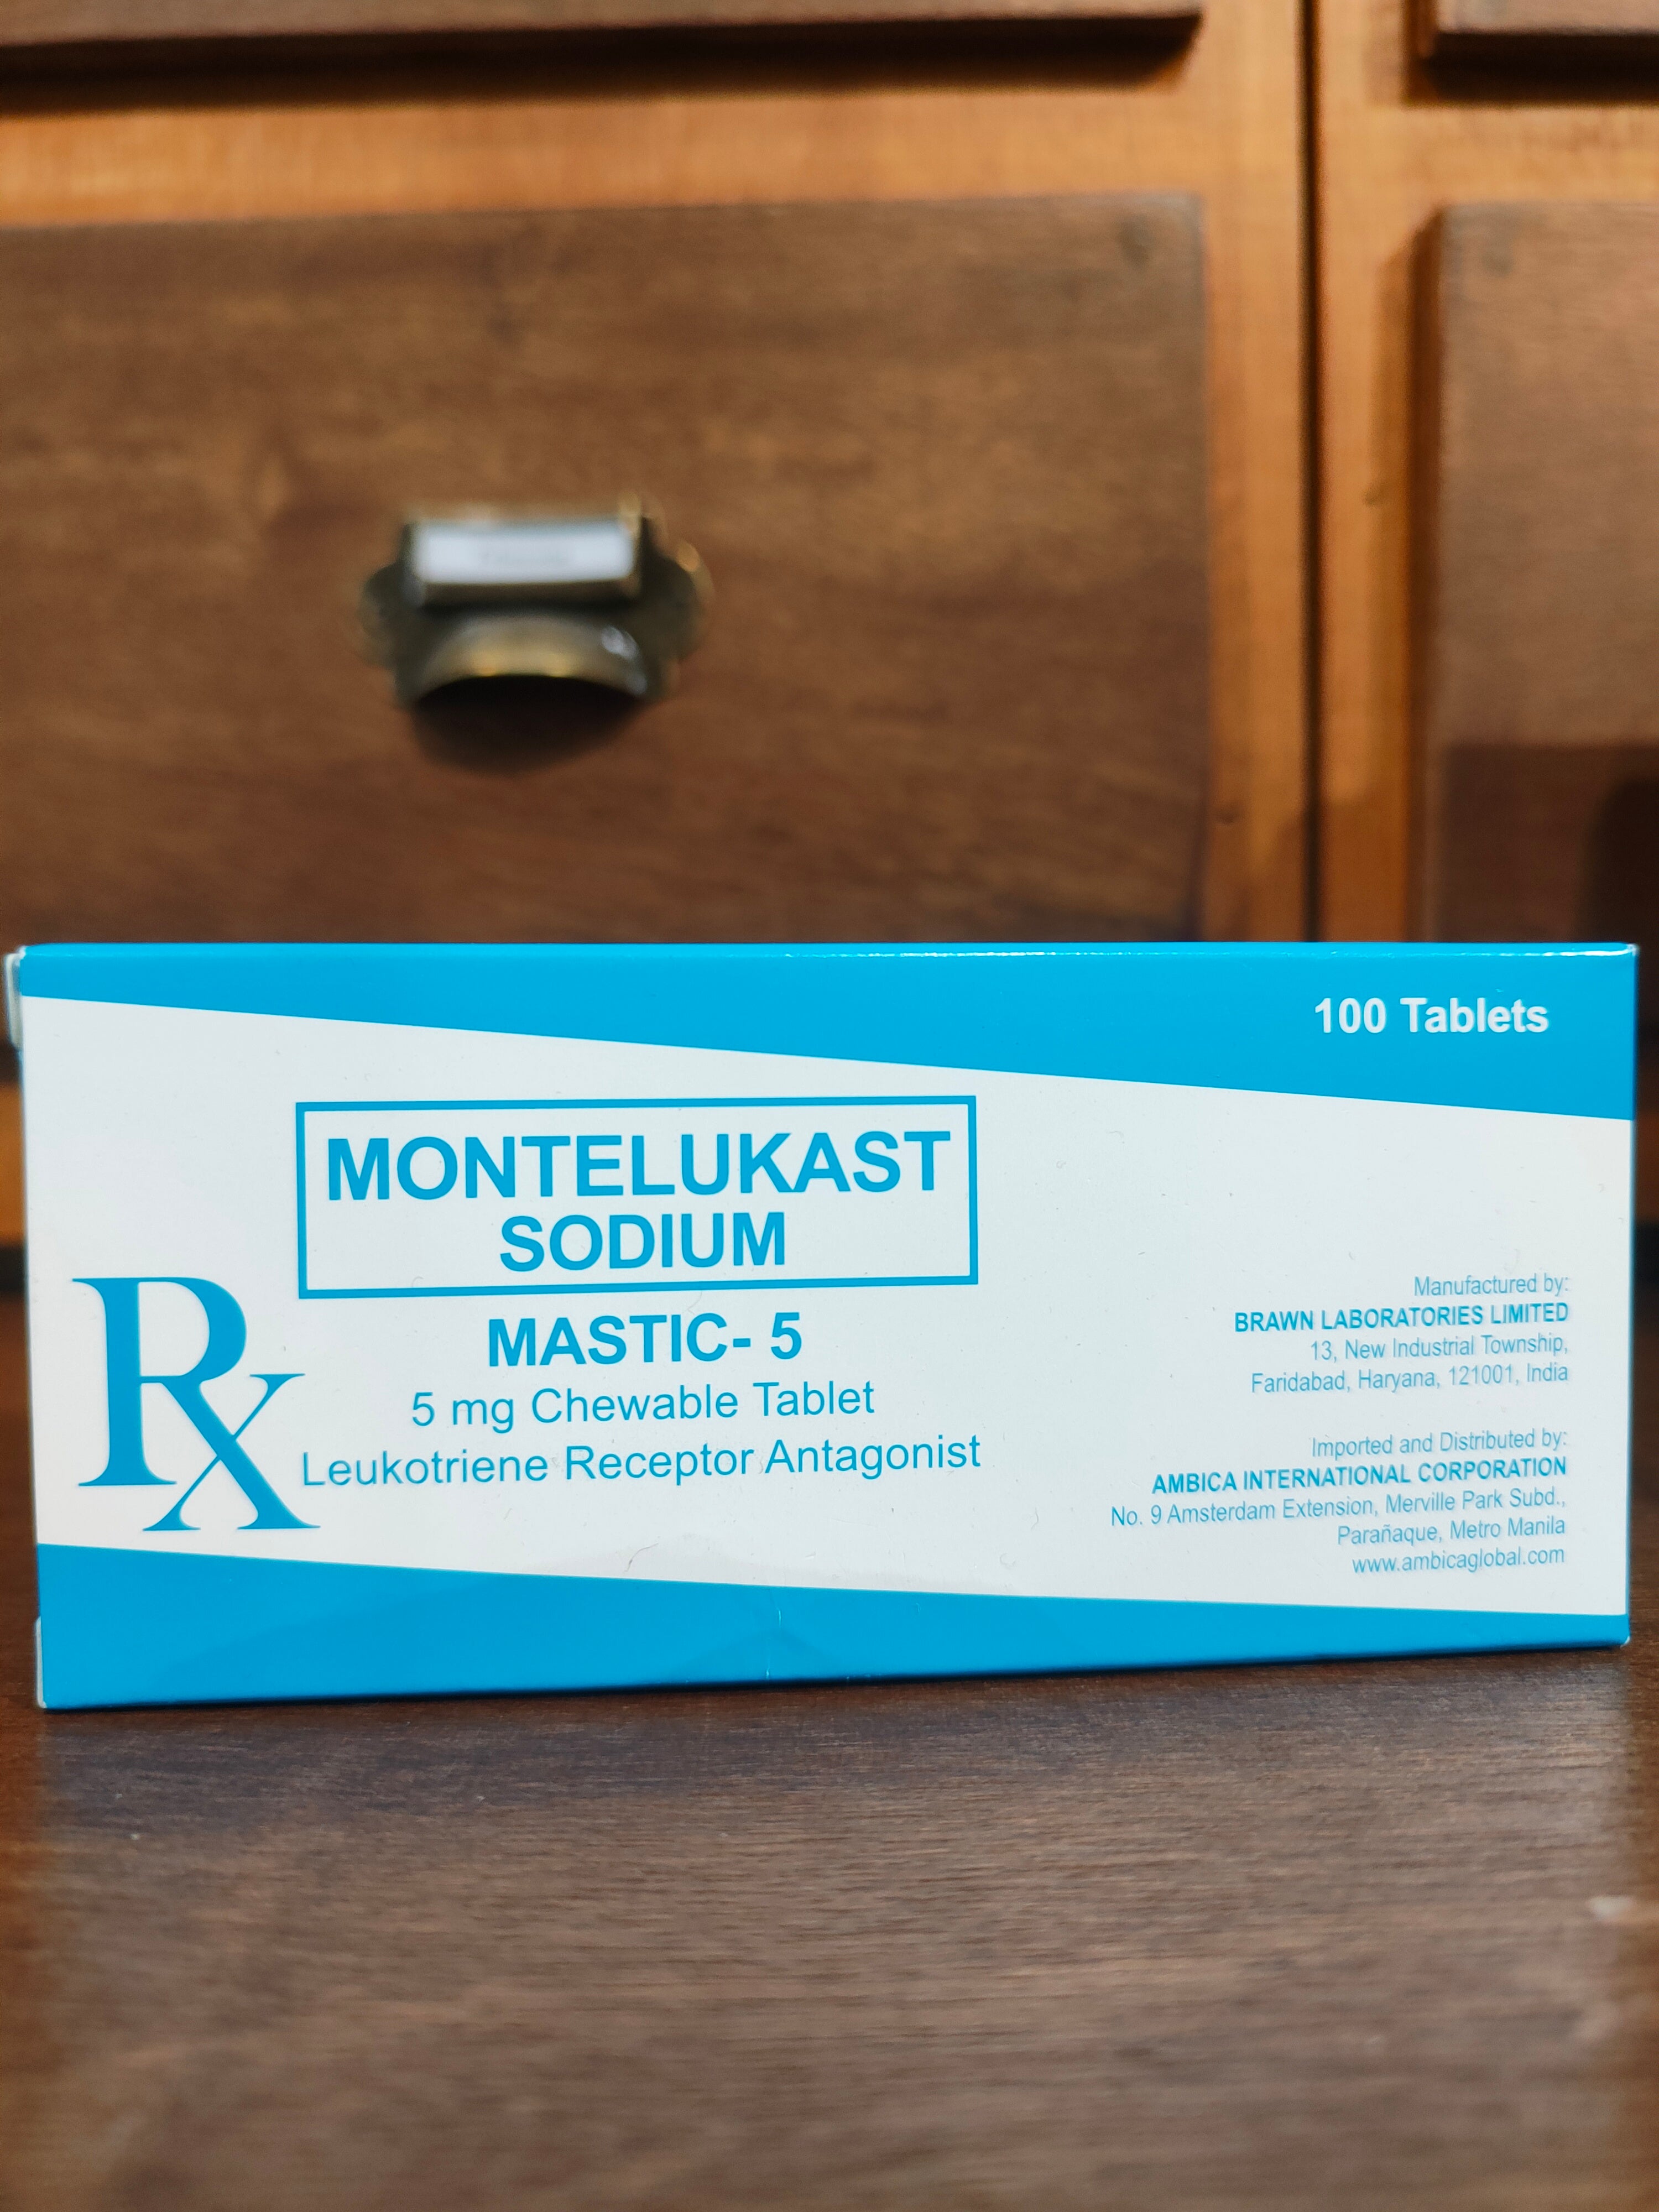 100 Tablets
MONTELUKAST
SODIUM
Rx
MASTIC- 5
5 mg Chewable Tablet
Leukotriene Receptor Antagonist
Manufactured by:
BRAWN LABORATORIES LIMITED
13, New Industrial Township,
Faridabad, Haryana, 121001, India
Imported and Distributed by:
AMBICA INTERNATIONAL CORPORATION
No. 9 Amsterdam Extension, Merville Park Subd.,
Parañaque, Metro Manila
www.ambicaglobal.com